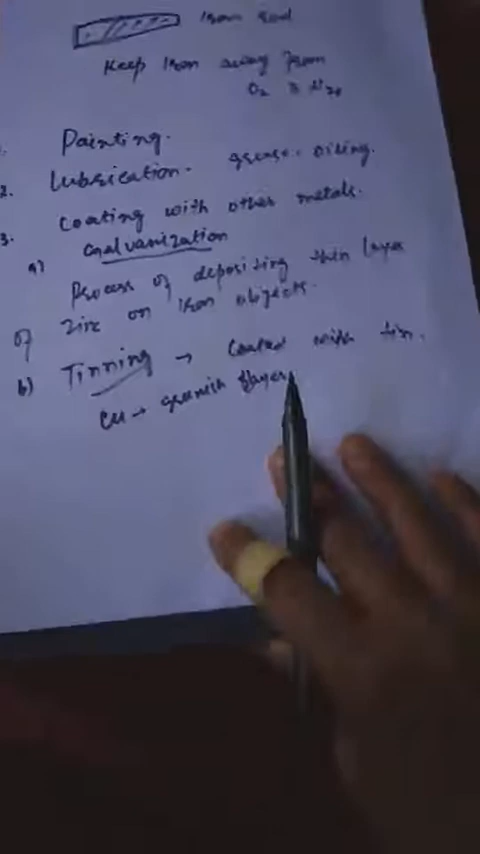 Iron rod
Keep Iron away from
O2 & H2O
1. Painting.
2. Lubrication. grease. oiling.
3. Coating with other metals.
a) Galvanization
Process of depositing thin layer
of zinc on Iron objects.
b) Tinning → Coated with tin.
Cu → greenish layer